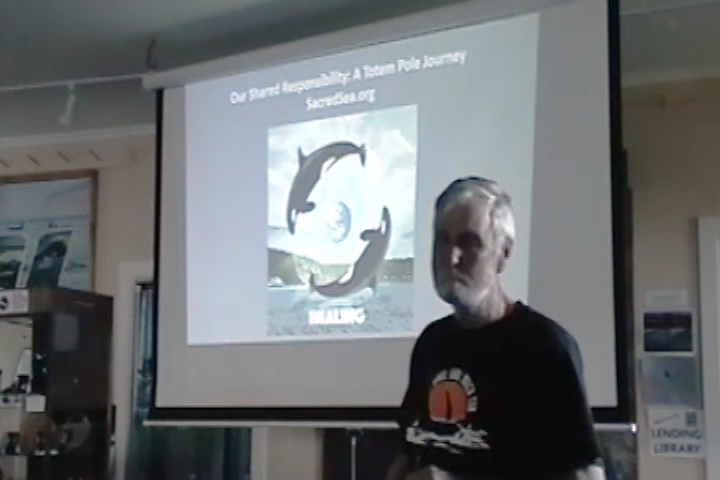 Our Shared Responsibility: A Totem Pole Journey
SacredSea.org
HEALING
LENDING
LIBRARY